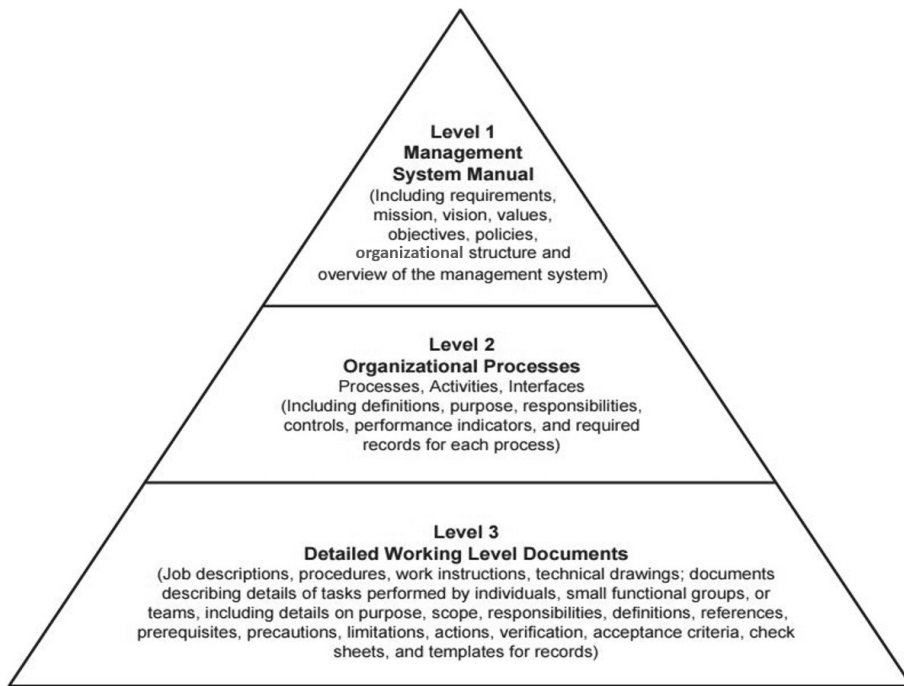 Level 1
Management
System Manual
(Including requirements,
mission, vision, values,
objectives, policies,
organizational structure and
overview of the management system)
Level 2
Organizational Processes
Processes, Activities, Interfaces
(Including definitions, purpose, responsibilities,
controls, performance indicators, and required
records for each process)
Level 3
Detailed Working Level Documents
(Job descriptions, procedures, work instructions, technical drawings; documents
describing details of tasks performed by individuals, small functional groups, or
teams, including details on purpose, scope, responsibilities, definitions, references,
prerequisites, precautions, limitations, actions, verification, acceptance criteria, check
sheets, and templates for records)